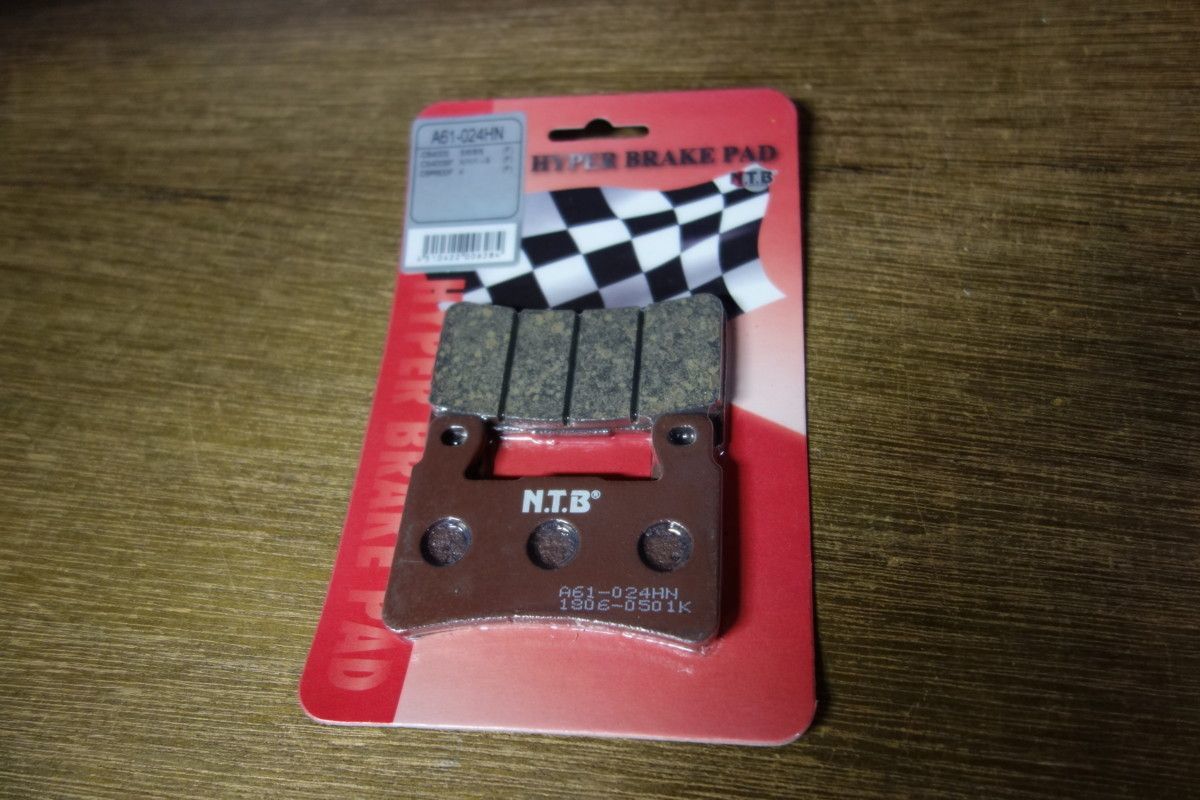 A61-024HN
HYPER BRAKE PAD
N.T.B
HYPER BRAKE PAD
N.T.B®
A61-024HN
1806-0501K